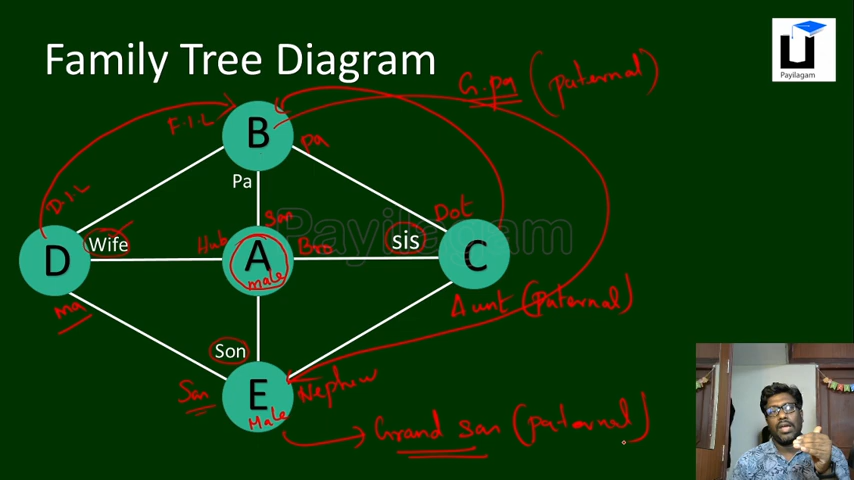 Family Tree Diagram
Payilagam
G.pa (paternal)
F.I.L
B
pa
Pa
D.I.L
son
Dot
Payilagam
D
Wife
Hub
A
male
Bro
sis
C
ma
Aunt (paternal)
Son
Son
E
Male
Nephew
Grand son (paternal)